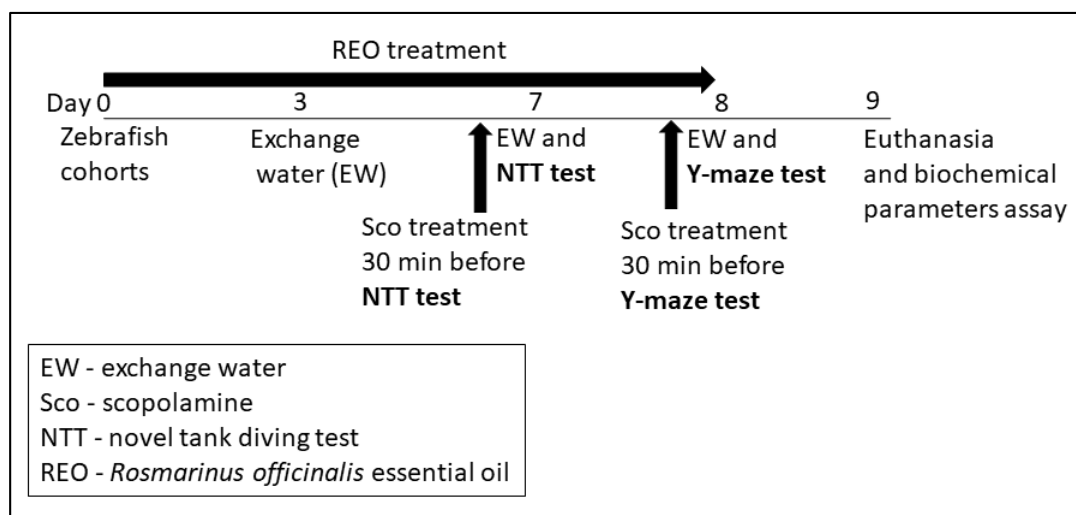 REO treatment
Day 0 3 7 8 9
Zebrafish cohorts
Exchange water (EW)
EW and NTT test
EW and Y-maze test
Euthanasia and biochemical parameters assay
Sco treatment 30 min before NTT test
Sco treatment 30 min before Y-maze test
EW - exchange water
Sco - scopolamine
NTT - novel tank diving test
REO - Rosmarinus officinalis essential oil